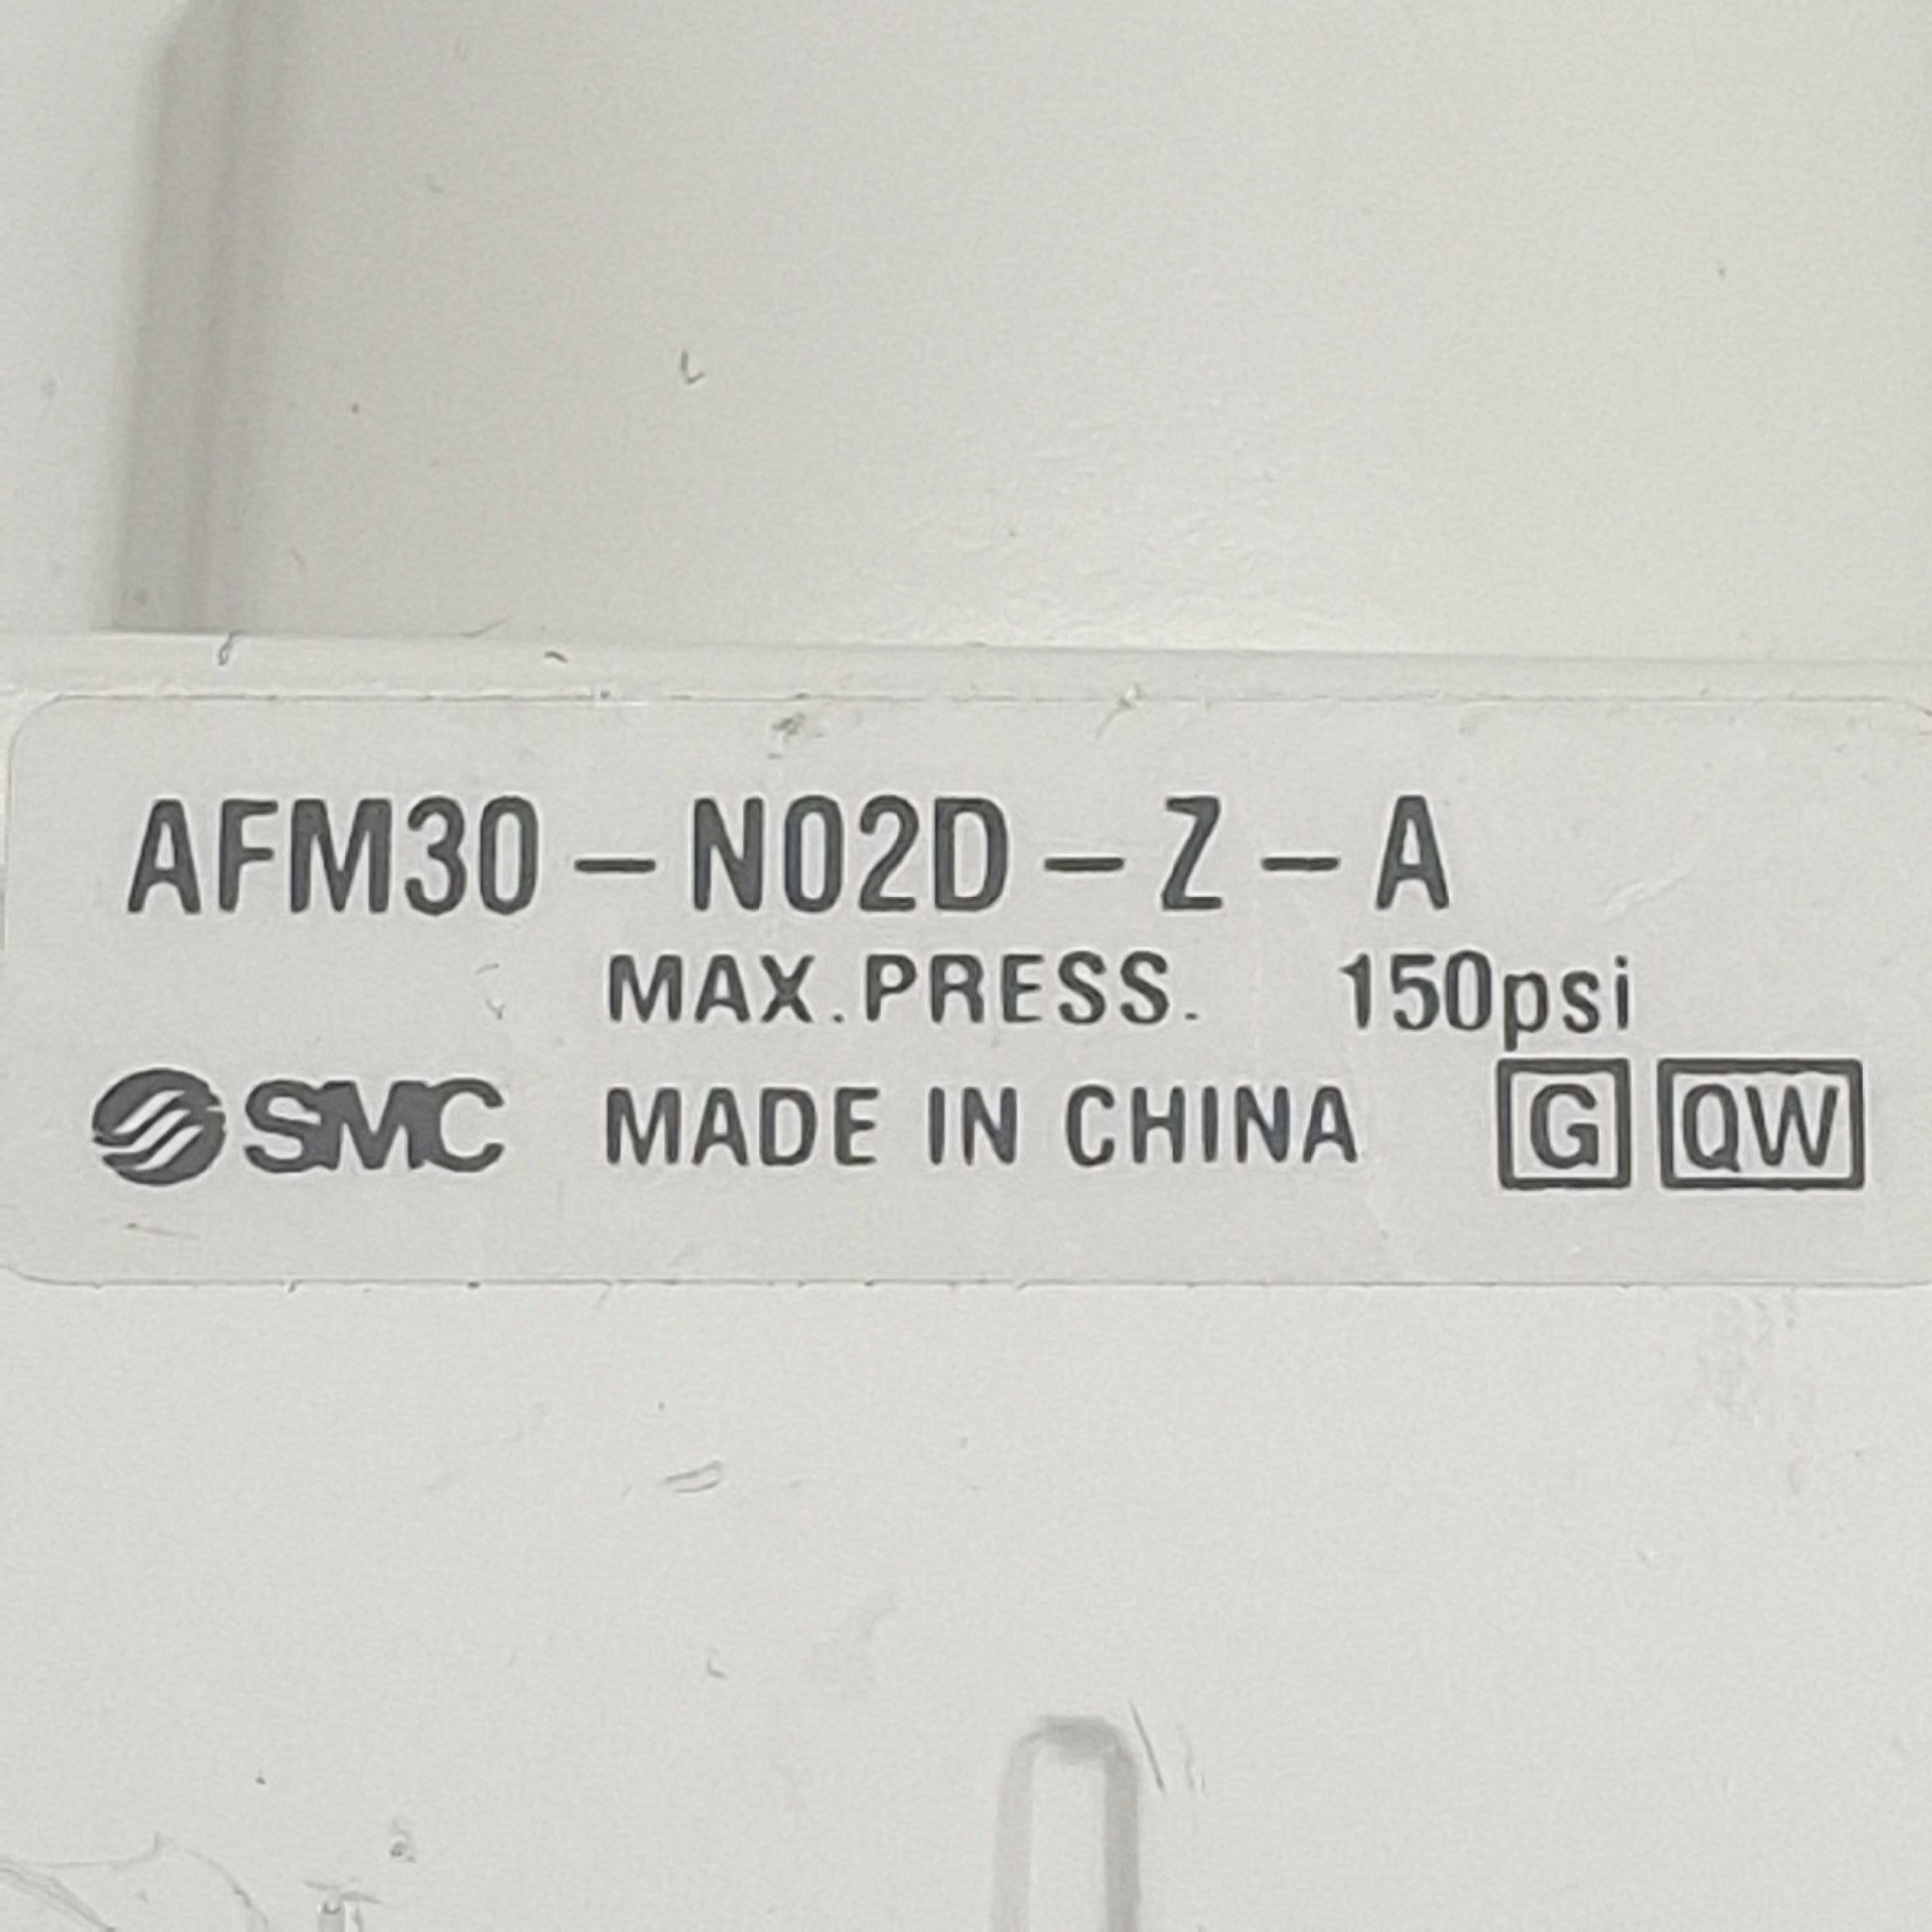 AFM30-N02D-Z-A
MAX.PRESS. 150psi
SMC MADE IN CHINA G QW